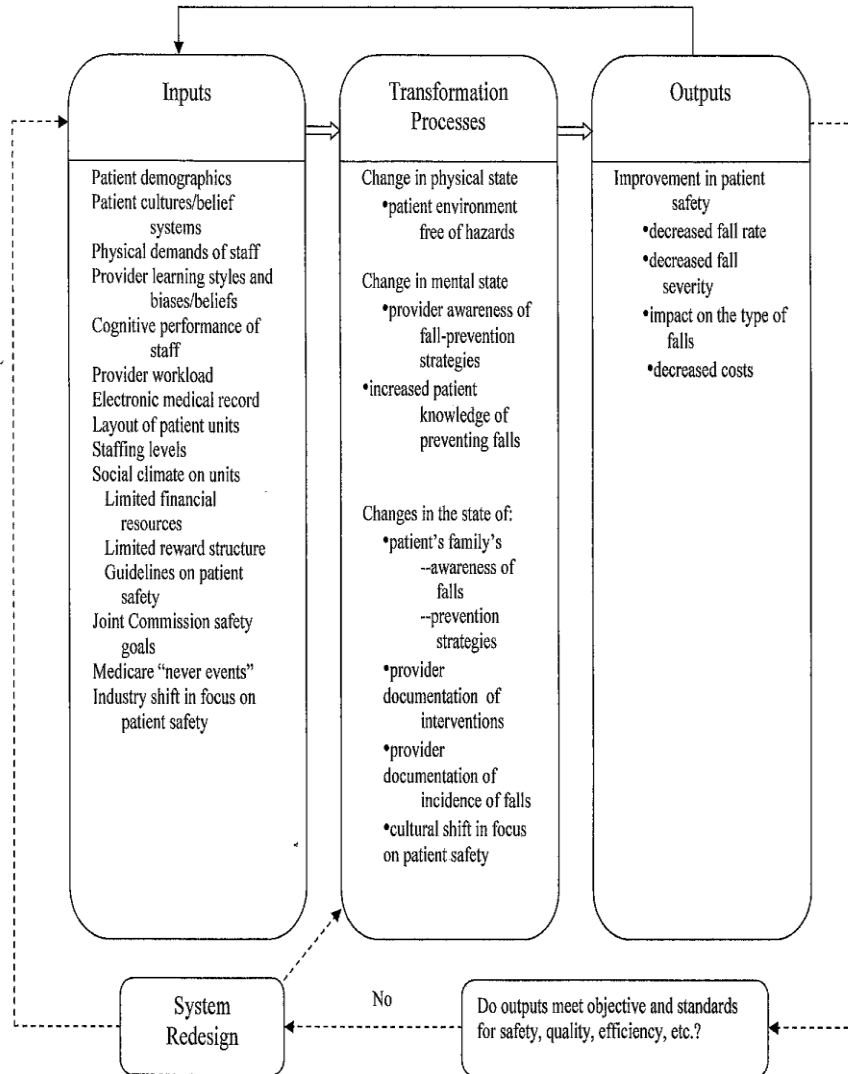 Inputs
Patient demographics
Patient cultures/belief
systems
Physical demands of staff
Provider learning styles and
biases/beliefs
Cognitive performance of
staff
Provider workload
Electronic medical record
Layout of patient units
Staffing levels
Social climate on units
Limited financial
resources
Limited reward structure
Guidelines on patient
safety
Joint Commission safety
goals
Medicare “never events”
Industry shift in focus on
patient safety
Transformation
Processes
Change in physical state
•patient environment
free of hazards
Change in mental state
•provider awareness of
fall-prevention
strategies
•increased patient
knowledge of
preventing falls
Changes in the state of:
•patient’s family’s
--awareness of
falls
--prevention
strategies
•provider
documentation of
interventions
•provider
documentation of
incidence of falls
•cultural shift in focus
on patient safety
Outputs
Improvement in patient
safety
•decreased fall rate
•decreased fall
severity
•impact on the type of
falls
•decreased costs
System
Redesign
No
Do outputs meet objective and standards
for safety, quality, efficiency, etc.?